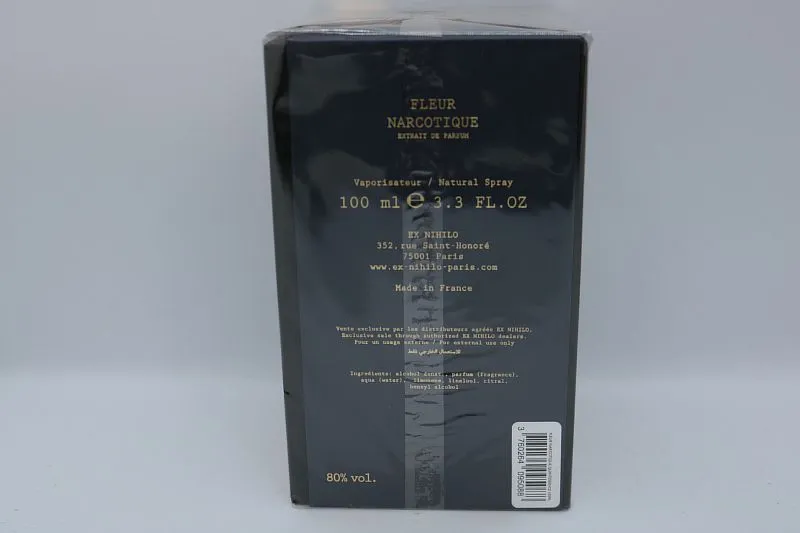 FLEUR
NARCOTIQUE
EXTRAIT DE PARFUM
Vaporisateur / Natural Spray
100 ml e 3.3 FL.OZ
EX NIHILO
352, rue Saint-Honoré
75001 Paris
www.ex-nihilo-paris.com
Made in France
Vente exclusive par les distributeurs agréés EX NIHILO.
Exclusive sale through authorized EX NIHILO dealers.
Pour un usage externe / For external use only
للاستعمال الخارجي فقط
Ingredients: alcohol denat., parfum (fragrance),
aqua (water), limonene, linalool, citral,
benzyl alcohol
80% vol.
3 760264 095088